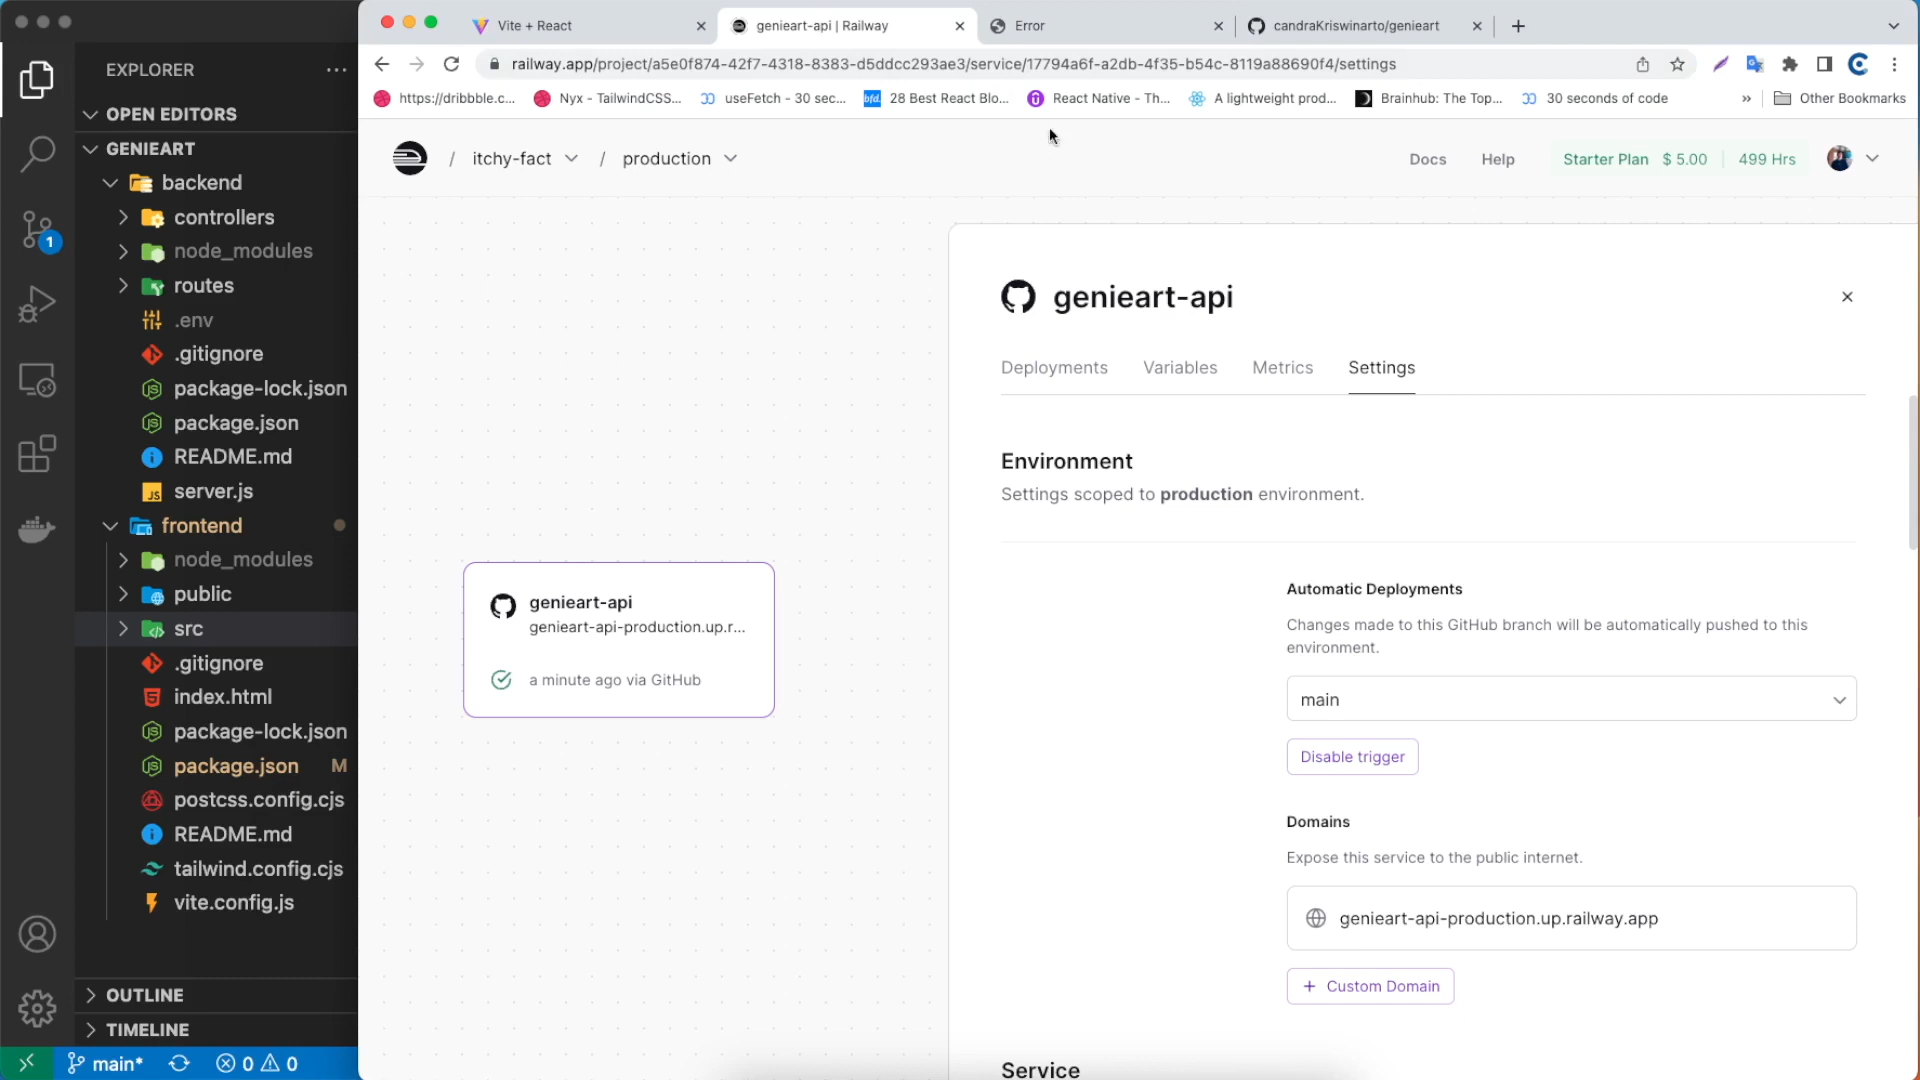 EXPLORER
OPEN EDITORS
GENIEART
backend
controllers
node_modules
routes
.env
.gitignore
package-lock.json
package.json
README.md
server.js
frontend
node_modules
public
src
.gitignore
index.html
package-lock.json
package.json M
postcss.config.cjs
README.md
tailwind.config.cjs
vite.config.js
OUTLINE
TIMELINE
1
main* 0 0
Vite + React
genieart-api | Railway
Error
candraKriswinarto/genieart
railway.app/project/a5e0f874-42f7-4318-8383-d5ddcc293ae3/service/17794a6f-a2db-4f35-b54c-8119a88690f4/settings
https://dribbble.c...
Nyx - TailwindCSS...
useFetch - 30 sec...
bfd.
28 Best React Blo...
React Native - Th...
A lightweight prod...
Brainhub: The Top...
30 seconds of code
»
Other Bookmarks
/ itchy-fact / production
Docs
Help
Starter Plan $ 5.00 499 Hrs
genieart-api
genieart-api-production.up.r...
a minute ago via GitHub
genieart-api
Deployments Variables Metrics Settings
Environment
Settings scoped to production environment.
Automatic Deployments
Changes made to this GitHub branch will be automatically pushed to this
environment.
main
Disable trigger
Domains
Expose this service to the public internet.
genieart-api-production.up.railway.app
+ Custom Domain
Service